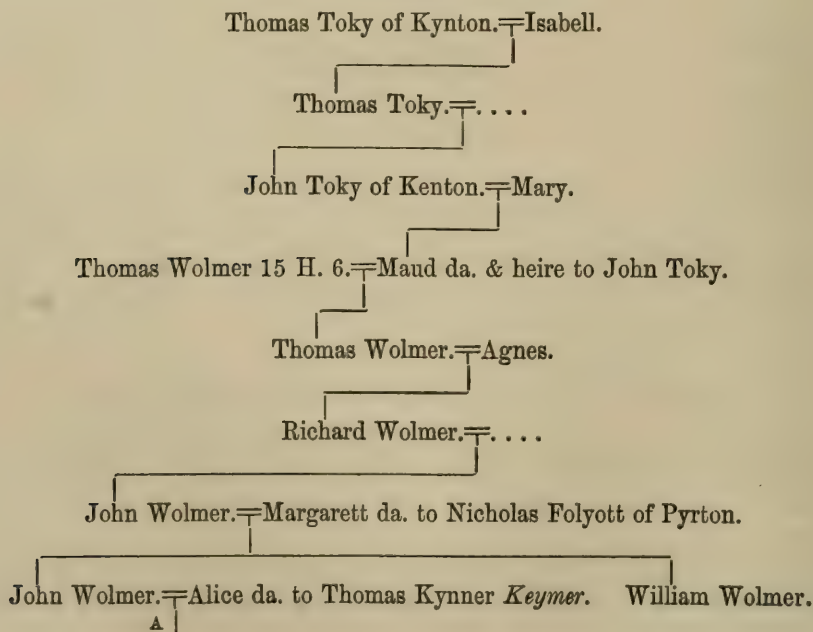 Thomas Toky of Kynton.=Isabell.
Thomas Toky.=. . . .
John Toky of Kenton.=Mary.
Thomas Wolmer 15 H. 6.=Maud da. & heire to John Toky.
Thomas Wolmer.=Agnes.
Richard Wolmer.=. . . .
John Wolmer.=Margarett da. to Nicholas Folyott of Pyrton.
John Wolmer.=Alice da. to Thomas Kynner Keymer. William Wolmer.
A